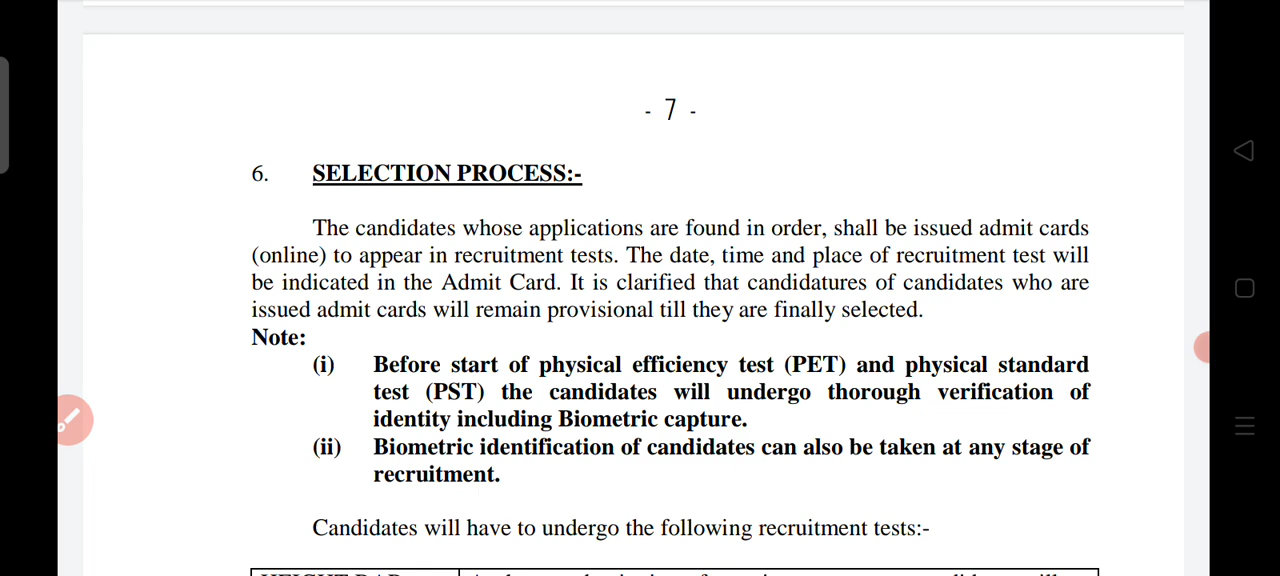 - 7 -
6. SELECTION PROCESS:-
The candidates whose applications are found in order, shall be issued admit cards
(online) to appear in recruitment tests. The date, time and place of recruitment test will
be indicated in the Admit Card. It is clarified that candidatures of candidates who are
issued admit cards will remain provisional till they are finally selected.
Note:
(i) Before start of physical efficiency test (PET) and physical standard
test (PST) the candidates will undergo thorough verification of
identity including Biometric capture.
(ii) Biometric identification of candidates can also be taken at any stage of
recruitment.
Candidates will have to undergo the following recruitment tests:-